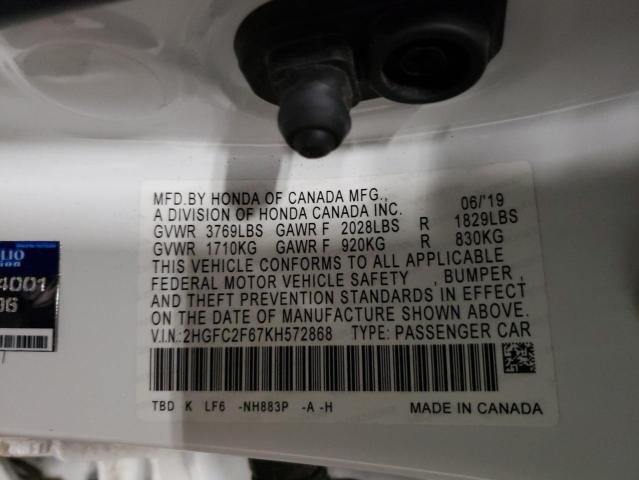 MFD.BY HONDA OF CANADA MFG., 06/'19
A DIVISION OF HONDA CANADA INC.
GVWR 3769LBS GAWR F 2028LBS R 1829LBS
GVWR 1710KG GAWR F 920KG R 830KG
THIS VEHICLE CONFORMS TO ALL APPLICABLE
FEDERAL MOTOR VEHICLE SAFETY , BUMPER ,
AND THEFT PREVENTION STANDARDS IN EFFECT
ON THE DATE OF MANUFACTURE SHOWN ABOVE.
V.I.N.:2HGFC2F67KH572868 TYPE: PASSENGER CAR
TBD K LF6 -NH883P -A -H MADE IN CANADA
LIO
4001
06